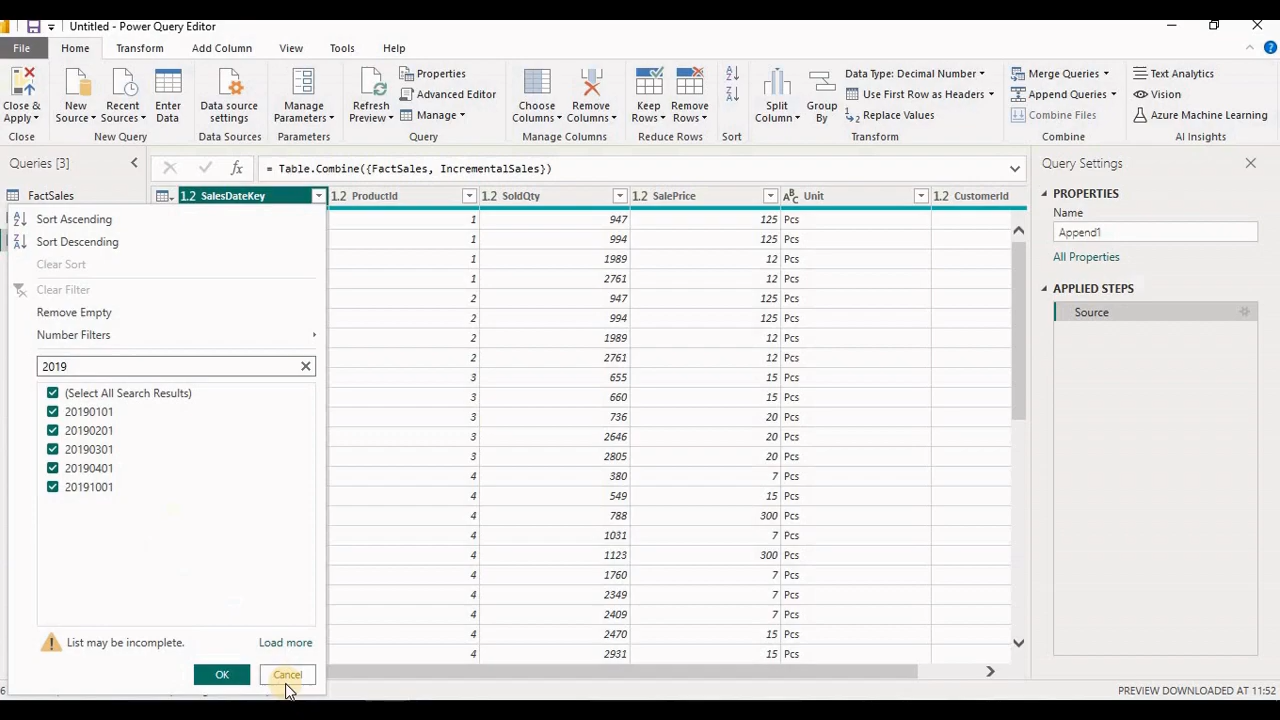 Untitled - Power Query Editor
File Home Transform Add Column View Tools Help
Close & Apply
New Source
Recent Sources
Enter Data
Data source settings
Manage Parameters
Refresh Preview
Properties
Advanced Editor
Manage
Choose Columns
Remove Columns
Keep Rows
Remove Rows
Split Column
Group By
Data Type: Decimal Number
Use First Row as Headers
Replace Values
Merge Queries
Append Queries
Combine Files
Text Analytics
Vision
Azure Machine Learning
Close New Query Data Sources Parameters Query Manage Columns Reduce Rows Sort Transform Combine AI Insights
Queries [3]
FactSales
fx = Table.Combine({FactSales, IncrementalSales})
1.2 SalesDateKey 1.2 ProductId 1.2 SoldQty 1.2 SalePrice ABC Unit 1.2 CustomerId
1 947 125 Pcs
1 994 125 Pcs
1 1989 12 Pcs
1 2761 12 Pcs
2 947 125 Pcs
2 994 125 Pcs
2 1989 12 Pcs
2 2761 12 Pcs
3 655 15 Pcs
3 660 15 Pcs
3 736 20 Pcs
3 2646 20 Pcs
3 2805 20 Pcs
4 380 7 Pcs
4 549 15 Pcs
4 788 300 Pcs
4 1031 7 Pcs
4 1123 300 Pcs
4 1760 7 Pcs
4 2349 7 Pcs
4 2409 7 Pcs
4 2470 15 Pcs
4 2931 15 Pcs
Sort Ascending
Sort Descending
Clear Sort
Clear Filter
Remove Empty
Number Filters
2019
(Select All Search Results)
20190101
20190201
20190301
20190401
20191001
List may be incomplete. Load more
OK Cancel
Query Settings
PROPERTIES
Name
Append1
All Properties
APPLIED STEPS
Source
PREVIEW DOWNLOADED AT 11:52